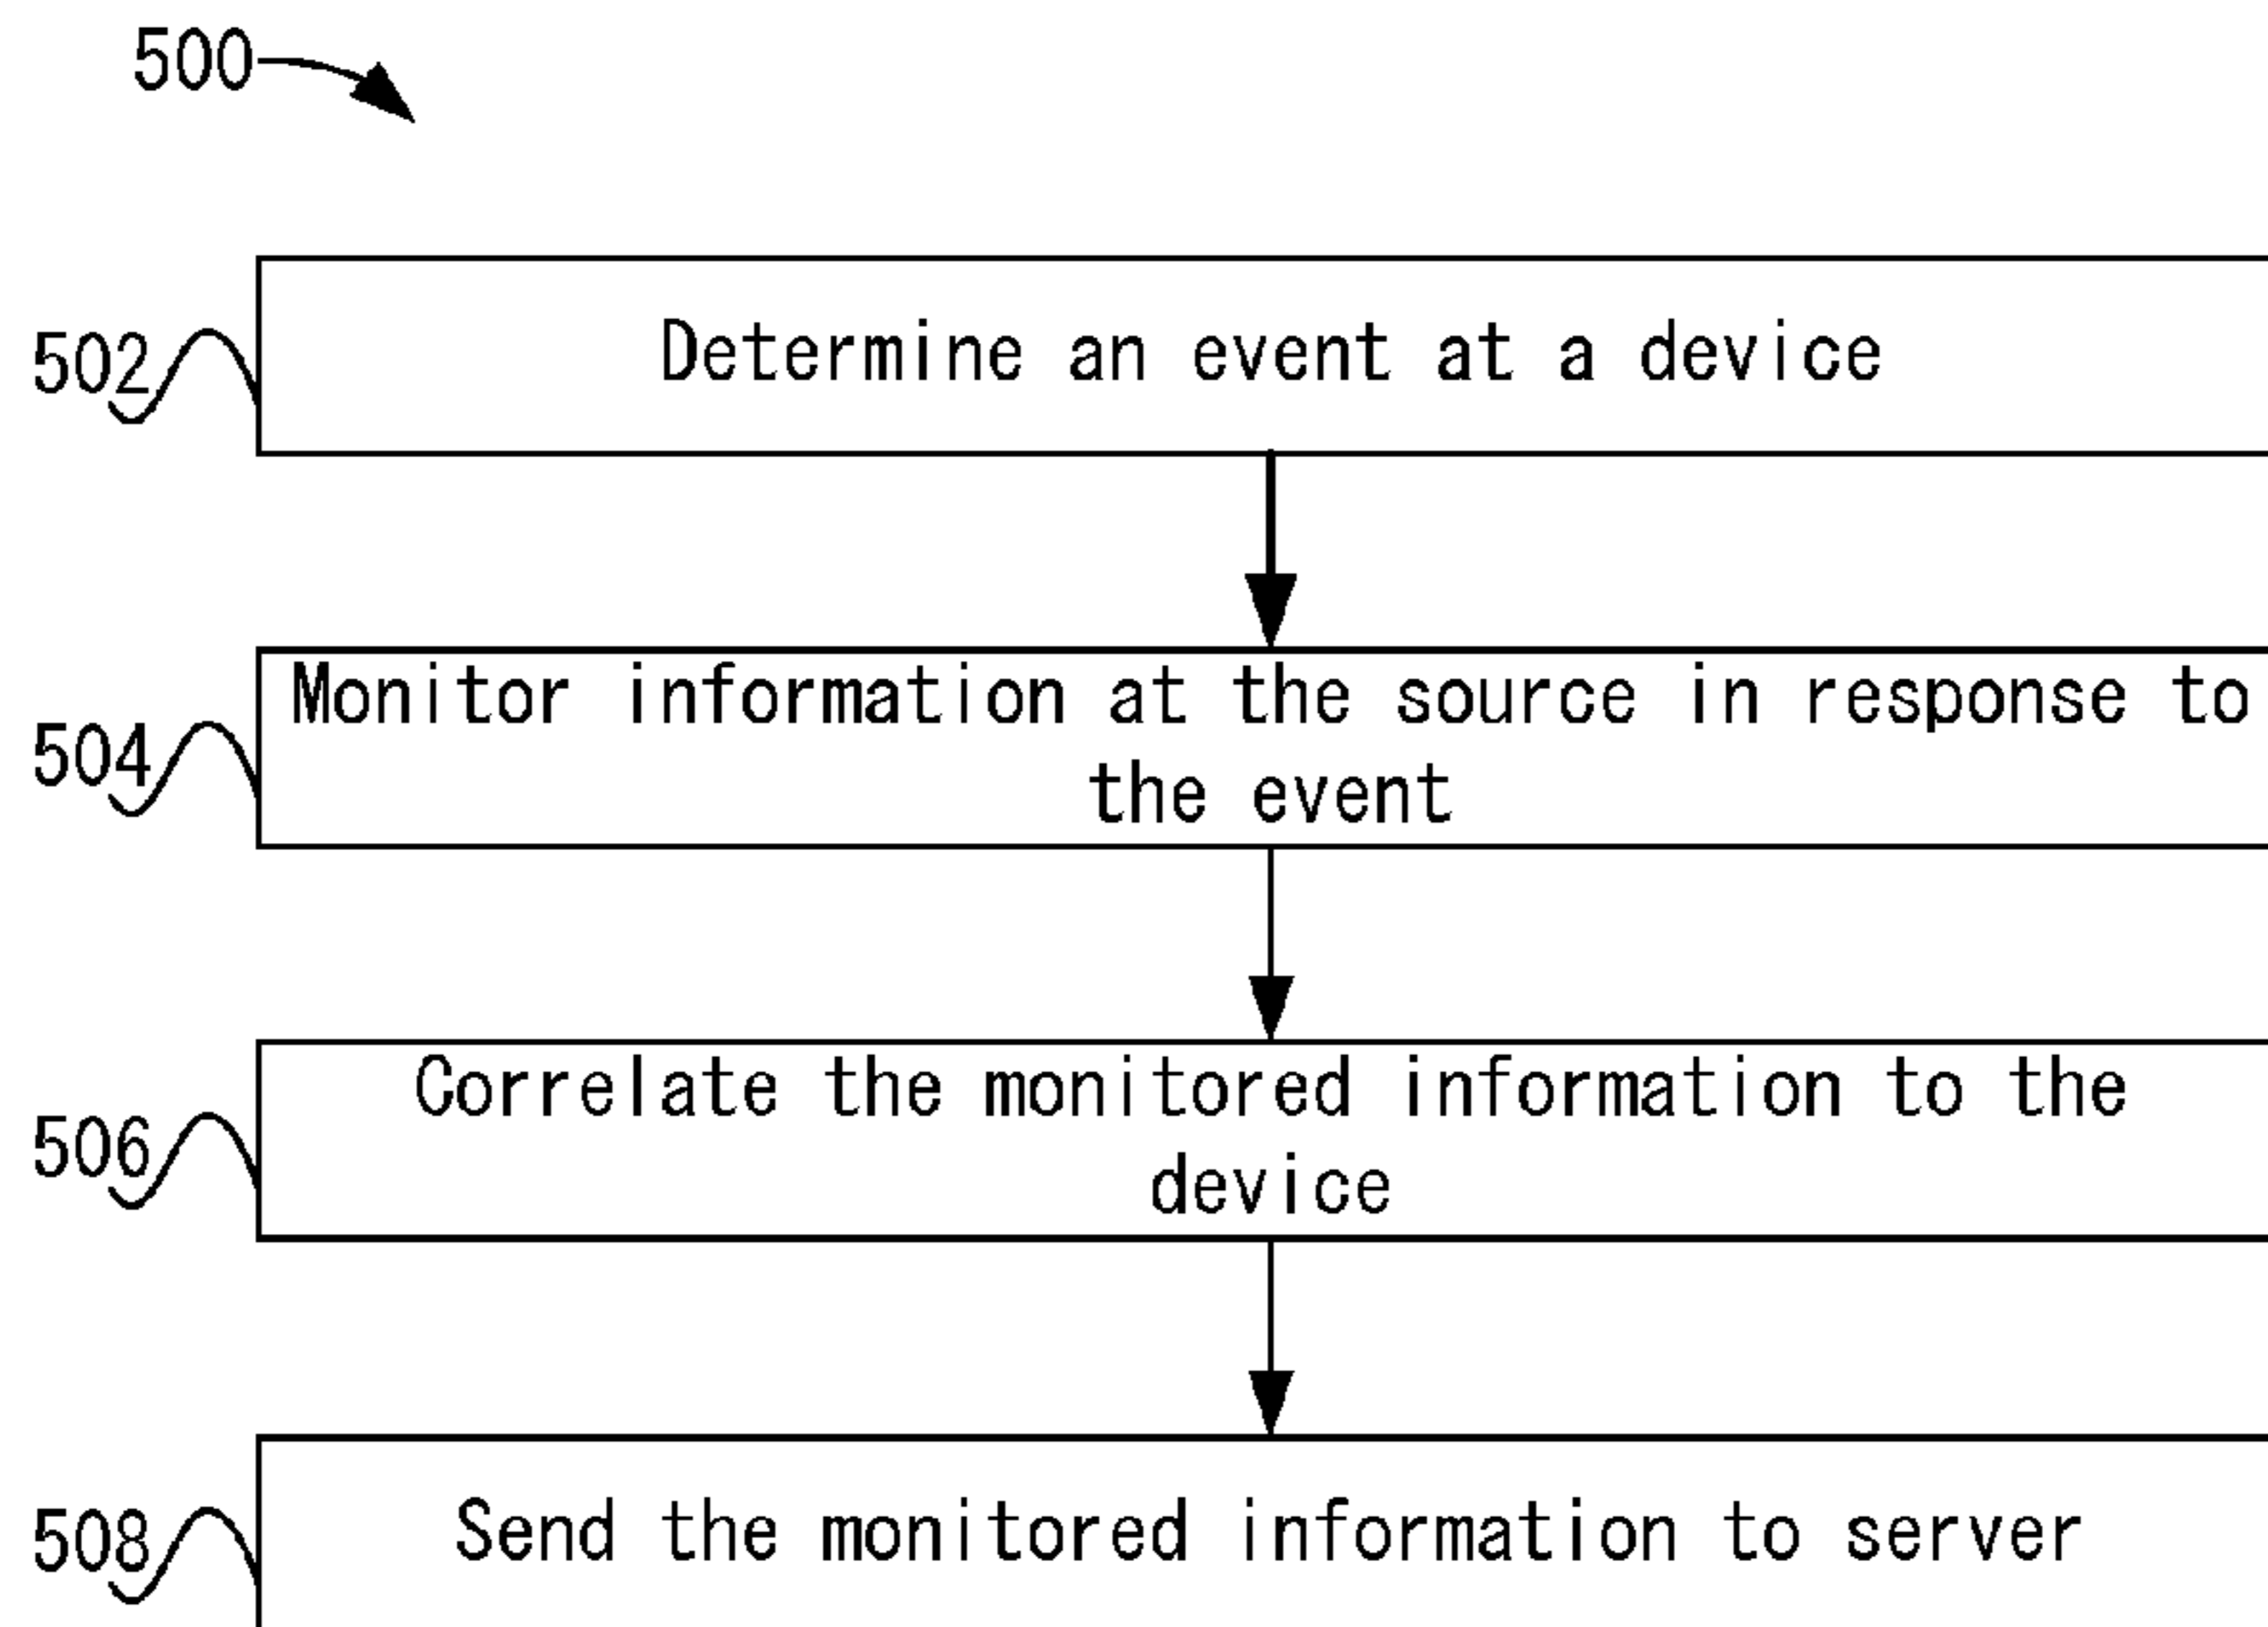 500
502
Determine an event at a device
504
Monitor information at the source in response to
the event
506
Correlate the monitored information to the
device
508
Send the monitored information to server